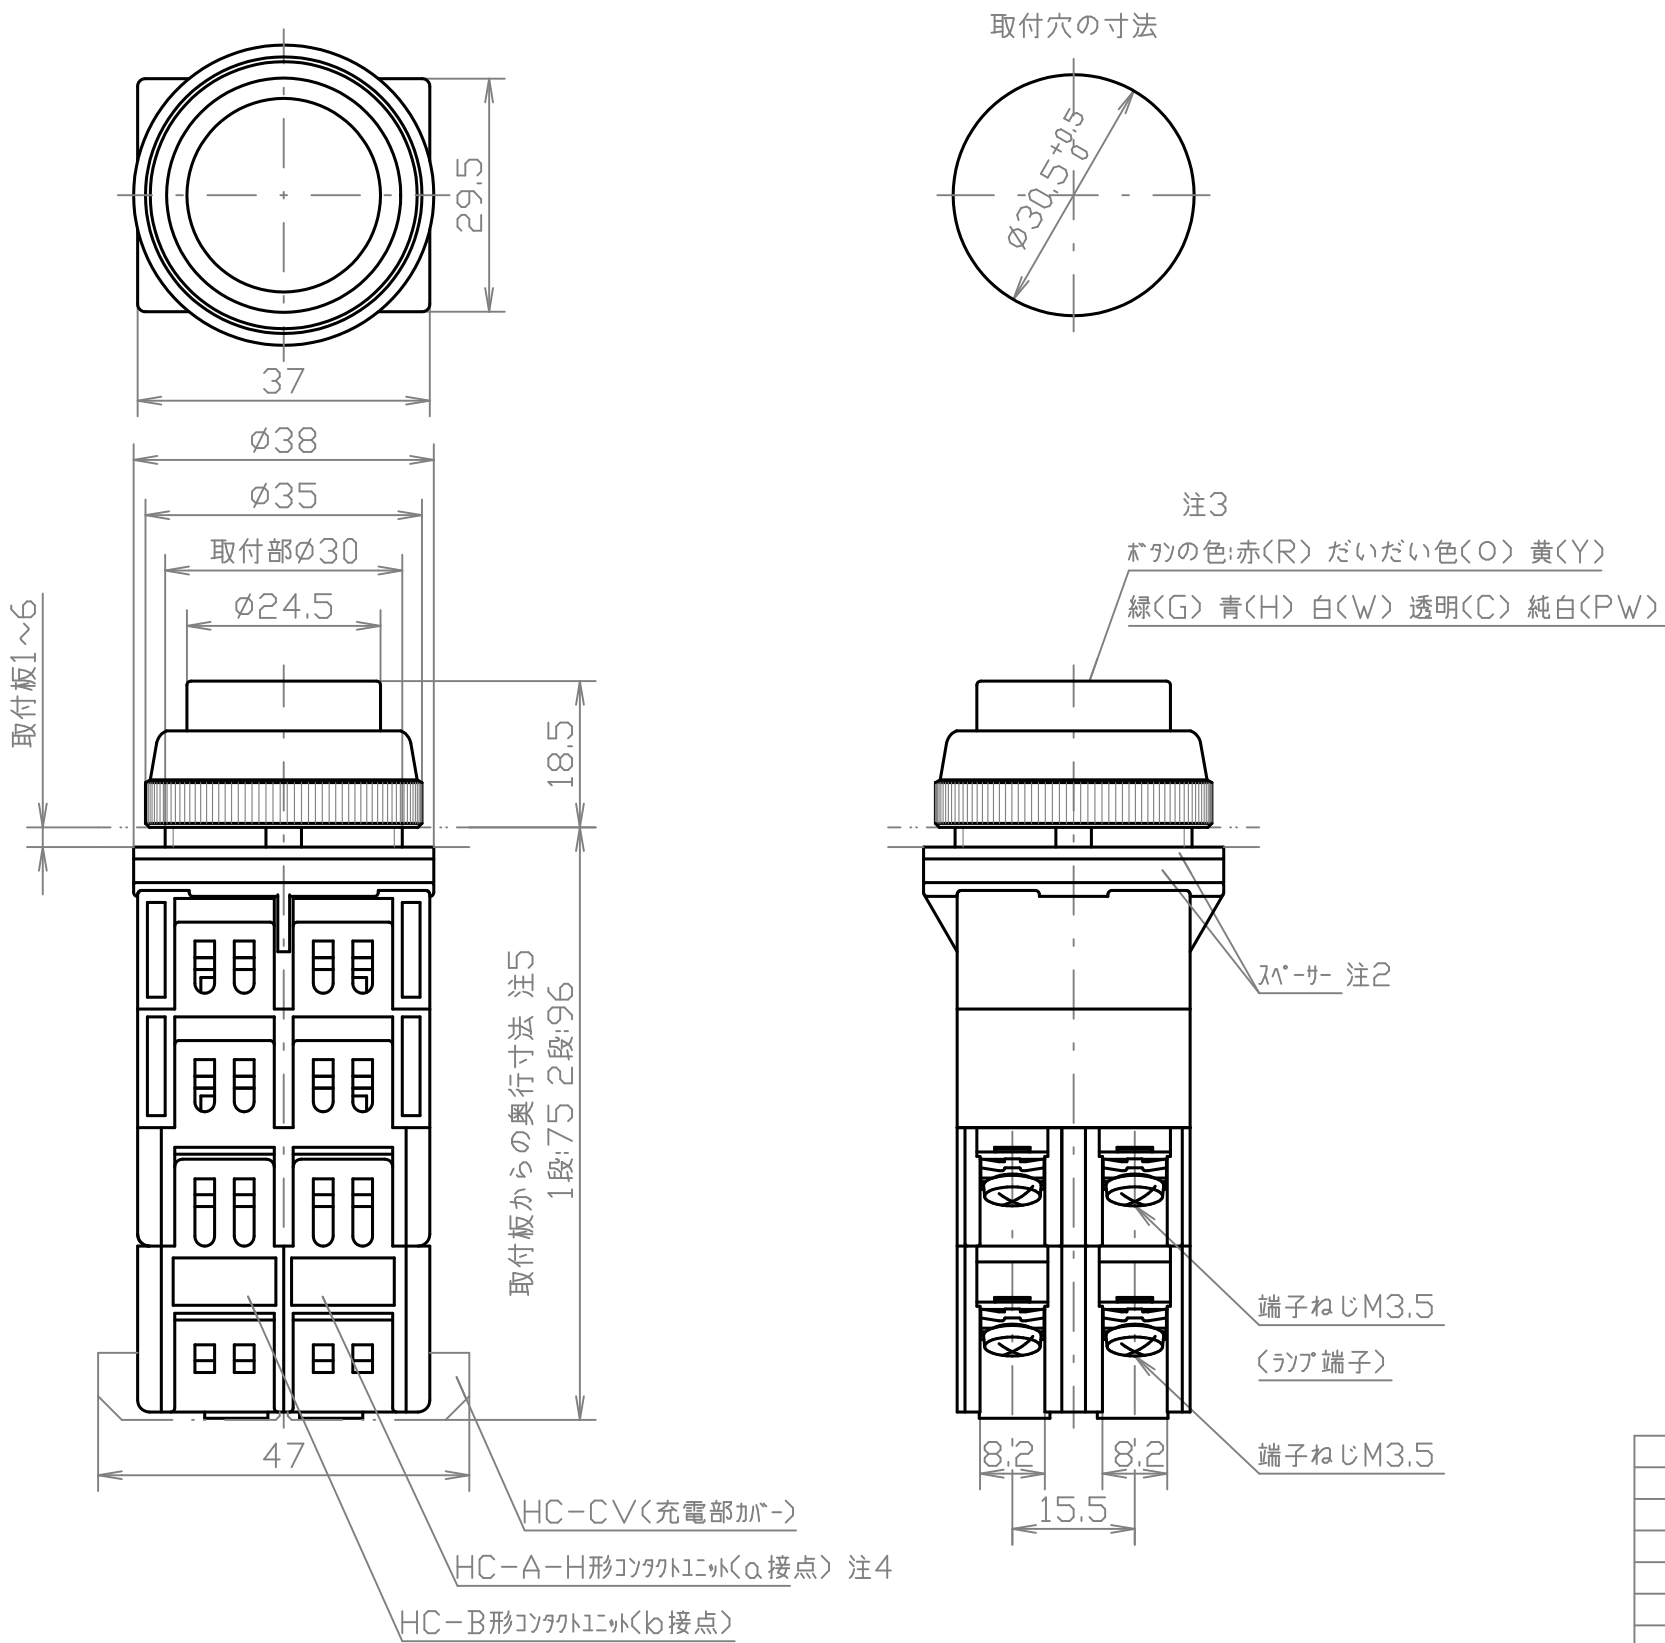 取付穴の寸法
⌀30.5 +0.5 0
29.5
37
⌀38
⌀35
取付部⌀30
⌀24.5
取付板1~6
18.5
注3
ボタンの色:赤(R) だいだい色(O) 黄(Y)
緑(G) 青(H) 白(W) 透明(C) 純白(PW)
取付板からの奥行寸法 注5
1段:75 2段:96
スペーサー 注2
端子ねじM3.5
(ランプ端子)
端子ねじM3.5
8.2
8.2
15.5
47
HC-CV(充電部カバー)
HC-A-H形コンタクトユニット(a接点) 注4
HC-B形コンタクトユニット(b接点)